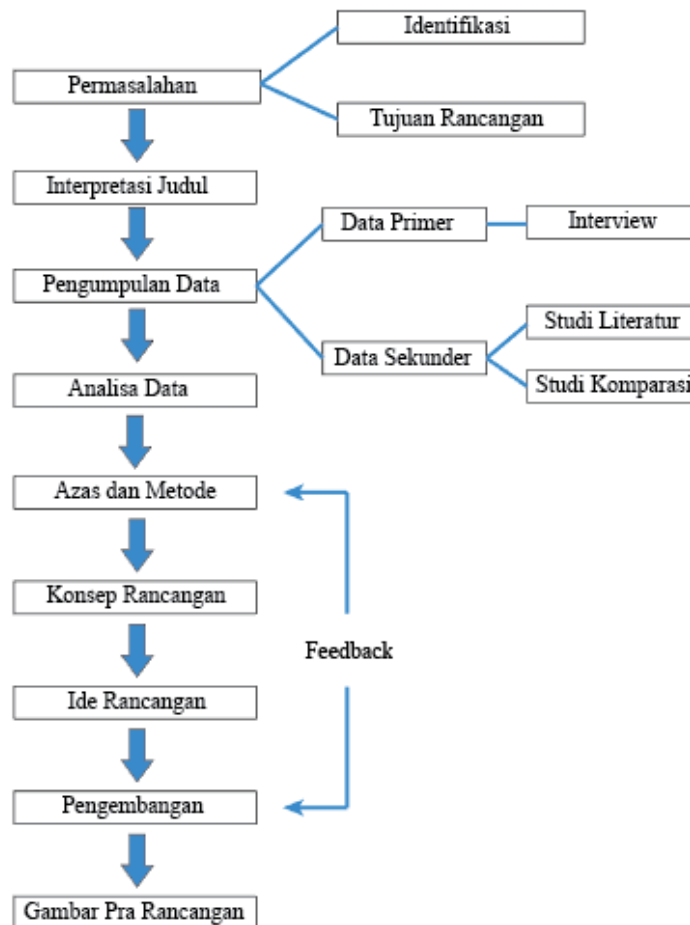 Identifikasi
Permasalahan
Tujuan Rancangan
Interpretasi Judul
Data Primer
Interview
Pengumpulan Data
Studi Literatur
Data Sekunder
Studi Komparasi
Analisa Data
Azas dan Metode
Konsep Rancangan
Feedback
Ide Rancangan
Pengembangan
Gambar Pra Rancangan